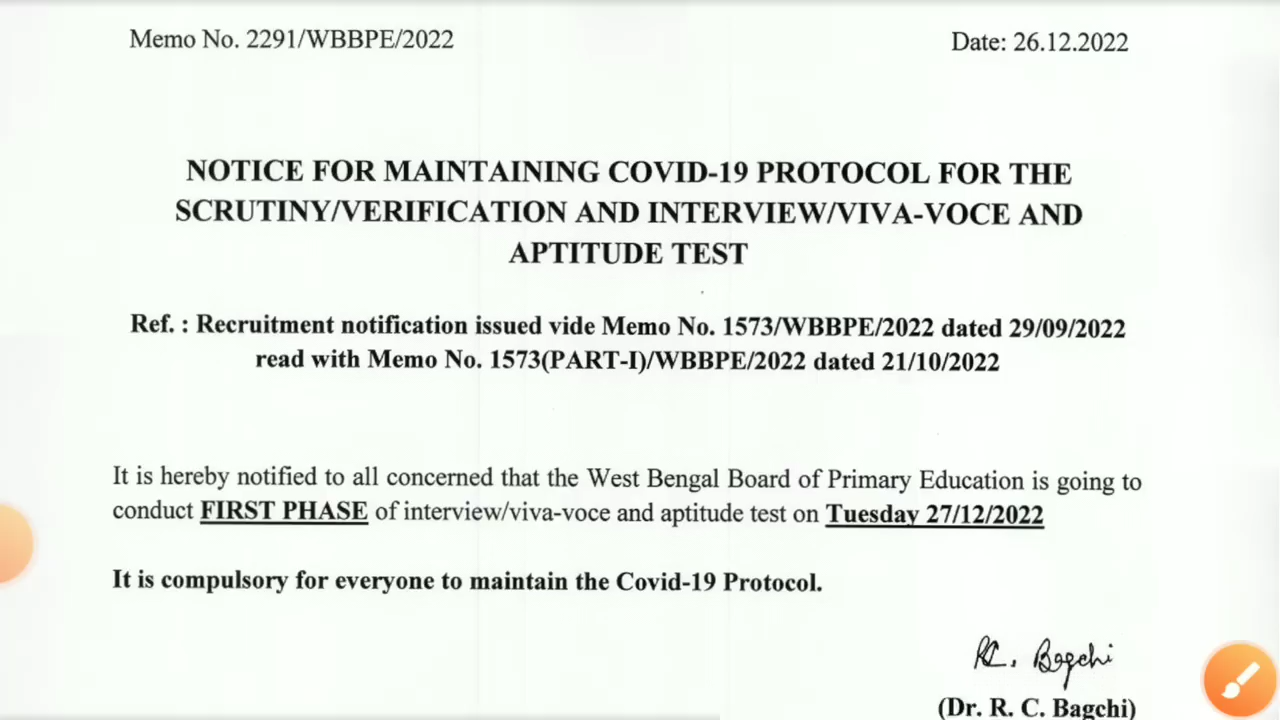 Memo No. 2291/WBBPE/2022
Date: 26.12.2022
NOTICE FOR MAINTAINING COVID-19 PROTOCOL FOR THE
SCRUTINY/VERIFICATION AND INTERVIEW/VIVA-VOCE AND
APTITUDE TEST
Ref. : Recruitment notification issued vide Memo No. 1573/WBBPE/2022 dated 29/09/2022
read with Memo No. 1573(PART-I)/WBBPE/2022 dated 21/10/2022
It is hereby notified to all concerned that the West Bengal Board of Primary Education is going to
conduct FIRST PHASE of interview/viva-voce and aptitude test on Tuesday 27/12/2022
It is compulsory for everyone to maintain the Covid-19 Protocol.
RC. Bagchi
(Dr. R. C. Bagchi)